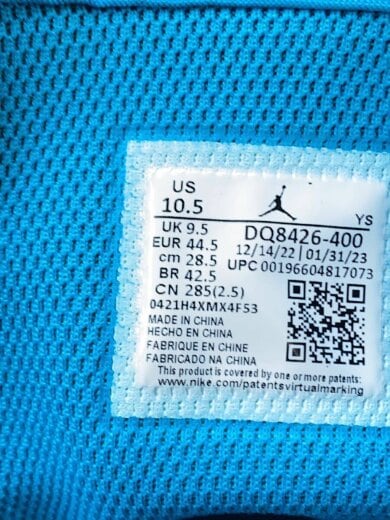 US
10.5
YS
UK 9.5
DQ8426-400
EUR 44.5
12/14/22 | 01/31/23
cm 28.5
UPC 00196604817073
BR 42.5
CN 285(2.5)
0421H4XMX4F53
MADE IN CHINA
HECHO EN CHINA
FABRIQUE EN CHINE
FABRICADO NA CHINA
This product is covered by one or more patents:
www.nike.com/patentsvirtualmarking